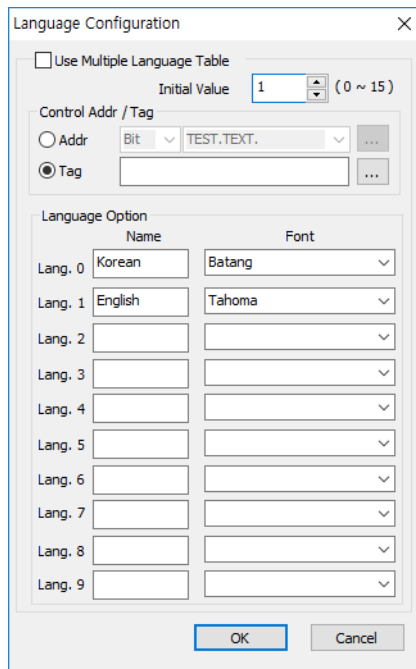 Language Configuration
Use Multiple Language Table
Initial Value 1 ( 0 ~ 15 )
Control Addr / Tag
Addr Bit TEST.TEXT. ...
Tag ...
Language Option
Name Font
Lang. 0 Korean Batang
Lang. 1 English Tahoma
Lang. 2
Lang. 3
Lang. 4
Lang. 5
Lang. 6
Lang. 7
Lang. 8
Lang. 9
OK Cancel